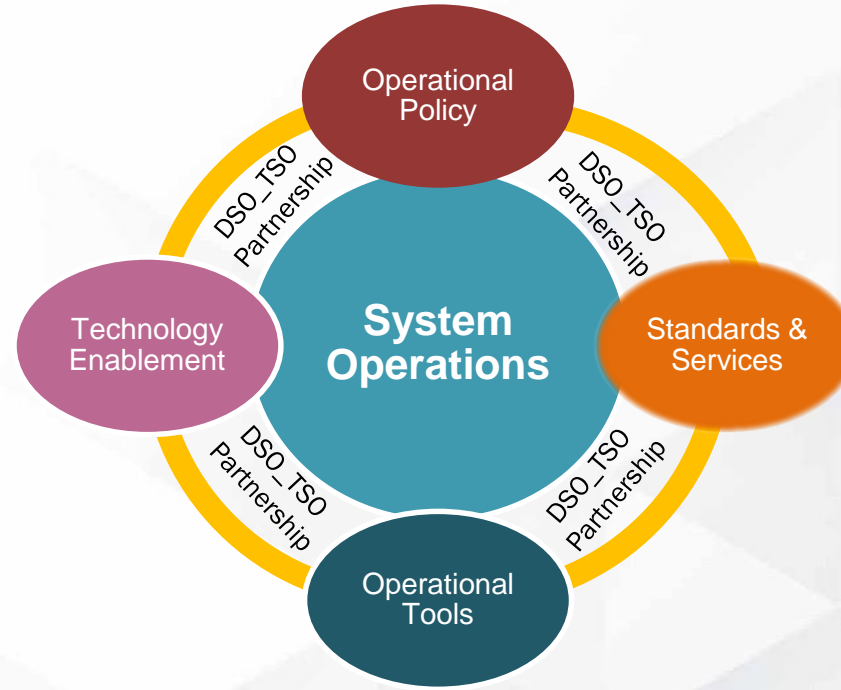 Operational
Policy
DSO_TSO
Partnership
DSO_TSO
Partnership
Technology
Enablement
System
Operations
Standards &
Services
DSO_TSO
Partnership
DSO_TSO
Partnership
Operational
Tools